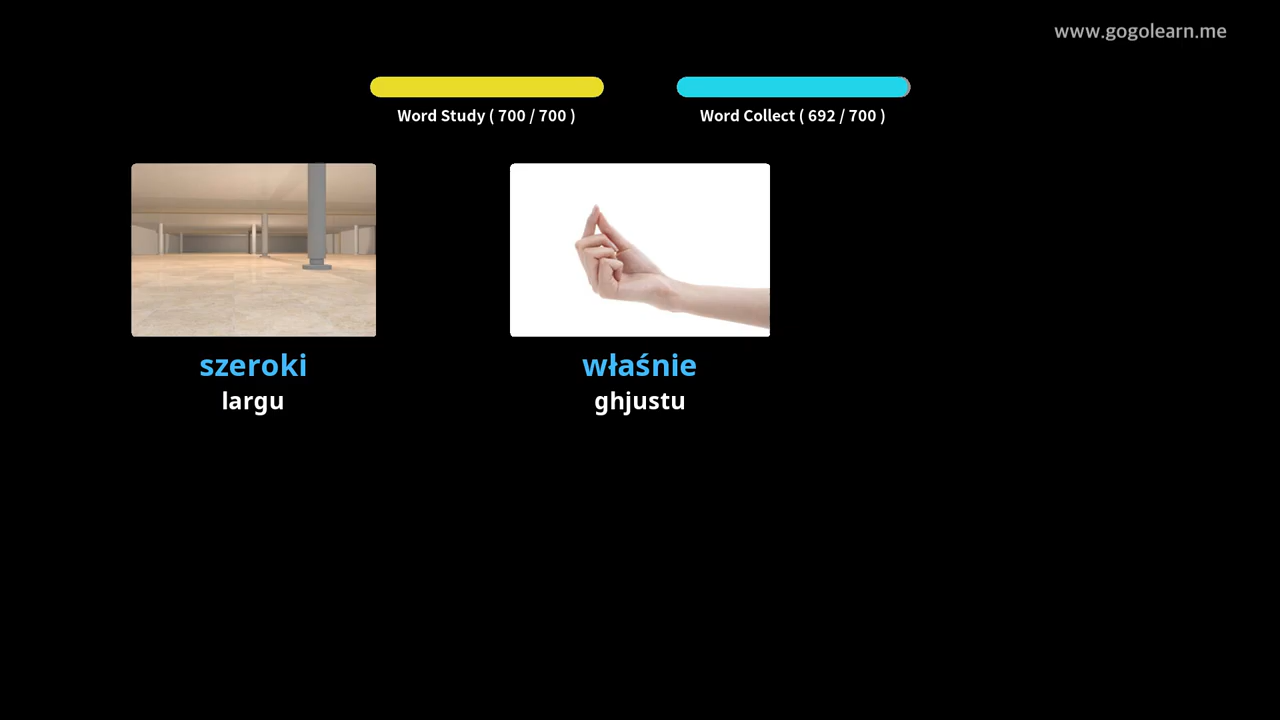 www.gogolearn.me
Word Study ( 700 / 700 )
Word Collect ( 692 / 700 )
szeroki
largu
właśnie
ghjustu